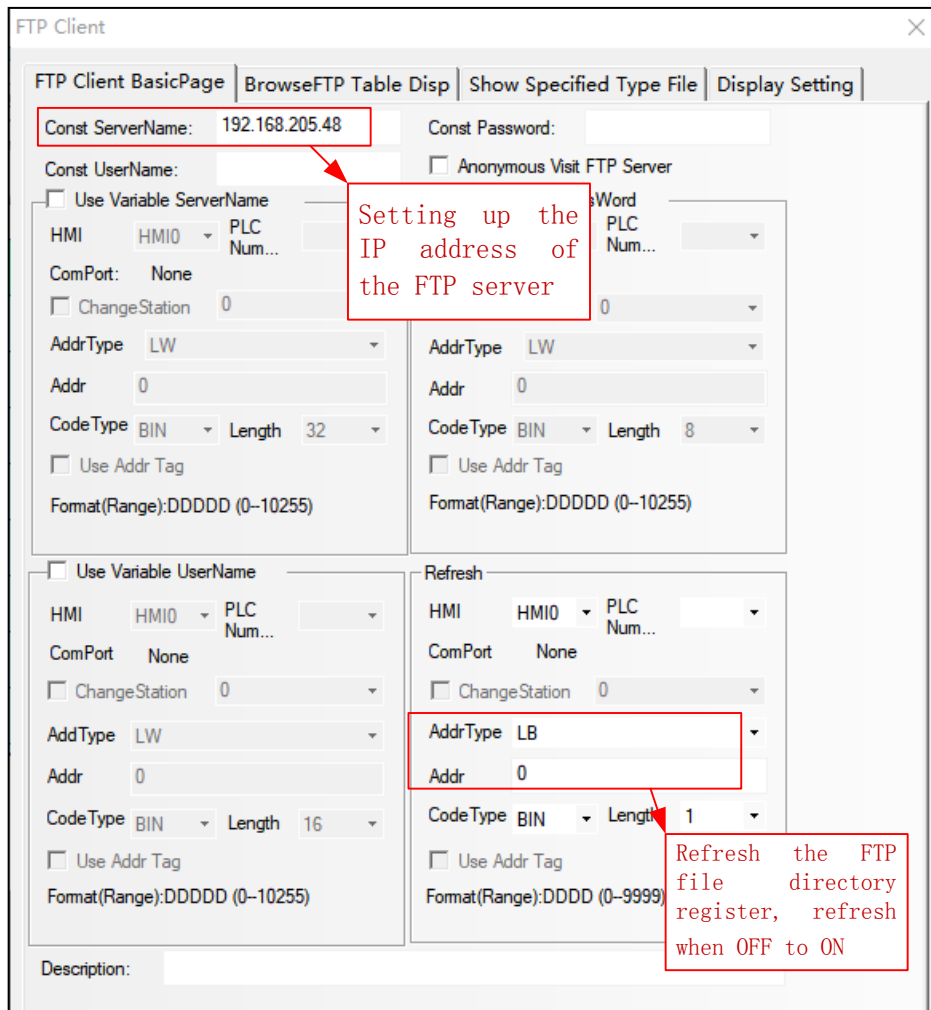 FTP Client
FTP Client BasicPage
BrowseFTP Table Disp
Show Specified Type File
Display Setting
Const ServerName: 192.168.205.48
Const Password:
Const UserName:
Anonymous Visit FTP Server
Use Variable ServerName
HMI HMI0 PLC Num...
ComPort: None
ChangeStation 0
AddrType LW
Addr 0
CodeType BIN Length 32
Use Addr Tag
Format(Range):DDDDD (0--10255)
Setting up the
IP address of
the FTP server
sWord
PLC Num...
0
AddrType LW
Addr 0
CodeType BIN Length 8
Use Addr Tag
Format(Range):DDDDD (0--10255)
Use Variable UserName
HMI HMI0 PLC Num...
ComPort None
ChangeStation 0
AddType LW
Addr 0
CodeType BIN Length 16
Use Addr Tag
Format(Range):DDDDD (0--10255)
Refresh
HMI HMI0 PLC Num...
ComPort None
ChangeStation 0
AddrType LB
Addr 0
CodeType BIN Length 1
Use Addr Tag
Format(Range):DDDD (0--9999)
Refresh the FTP
file directory
register, refresh
when OFF to ON
Description: